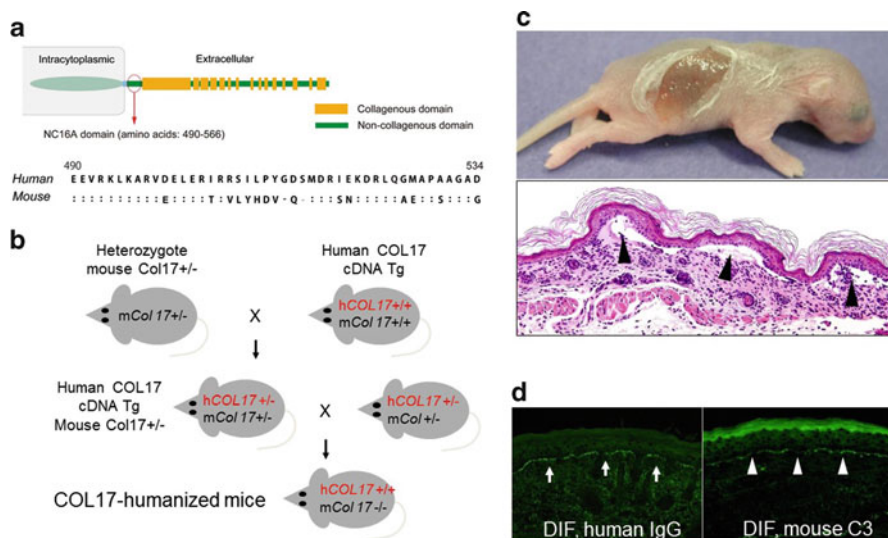 a
Intracytoplasmic
Extracellular
Collagenous domain
Non-collagenous domain
NC16A domain (amino acids: 490-566)
490 534
Human E E V R K L K A R V D E L E R I R R S I L P Y G D S M D R I E K D R L Q G M A P A A G A D
Mouse : : : : : : : : : : : E : : : : T : V L Y H D V - Q - : : : S N : : : : : : A E : : S : : : G
b
Heterozygote
mouse Col17+/-
Human COL17
cDNA Tg
mCol 17+/-
X
hCOL17+/+
mCol 17+/+
Human COL17
cDNA Tg
Mouse Col17+/-
hCOL17+/-
mCol 17+/-
X
hCOL17+/-
mCol +/-
COL17-humanized mice
hCOL17+/+
mCol 17 -/-
c
d
DIF, human IgG
DIF, mouse C3